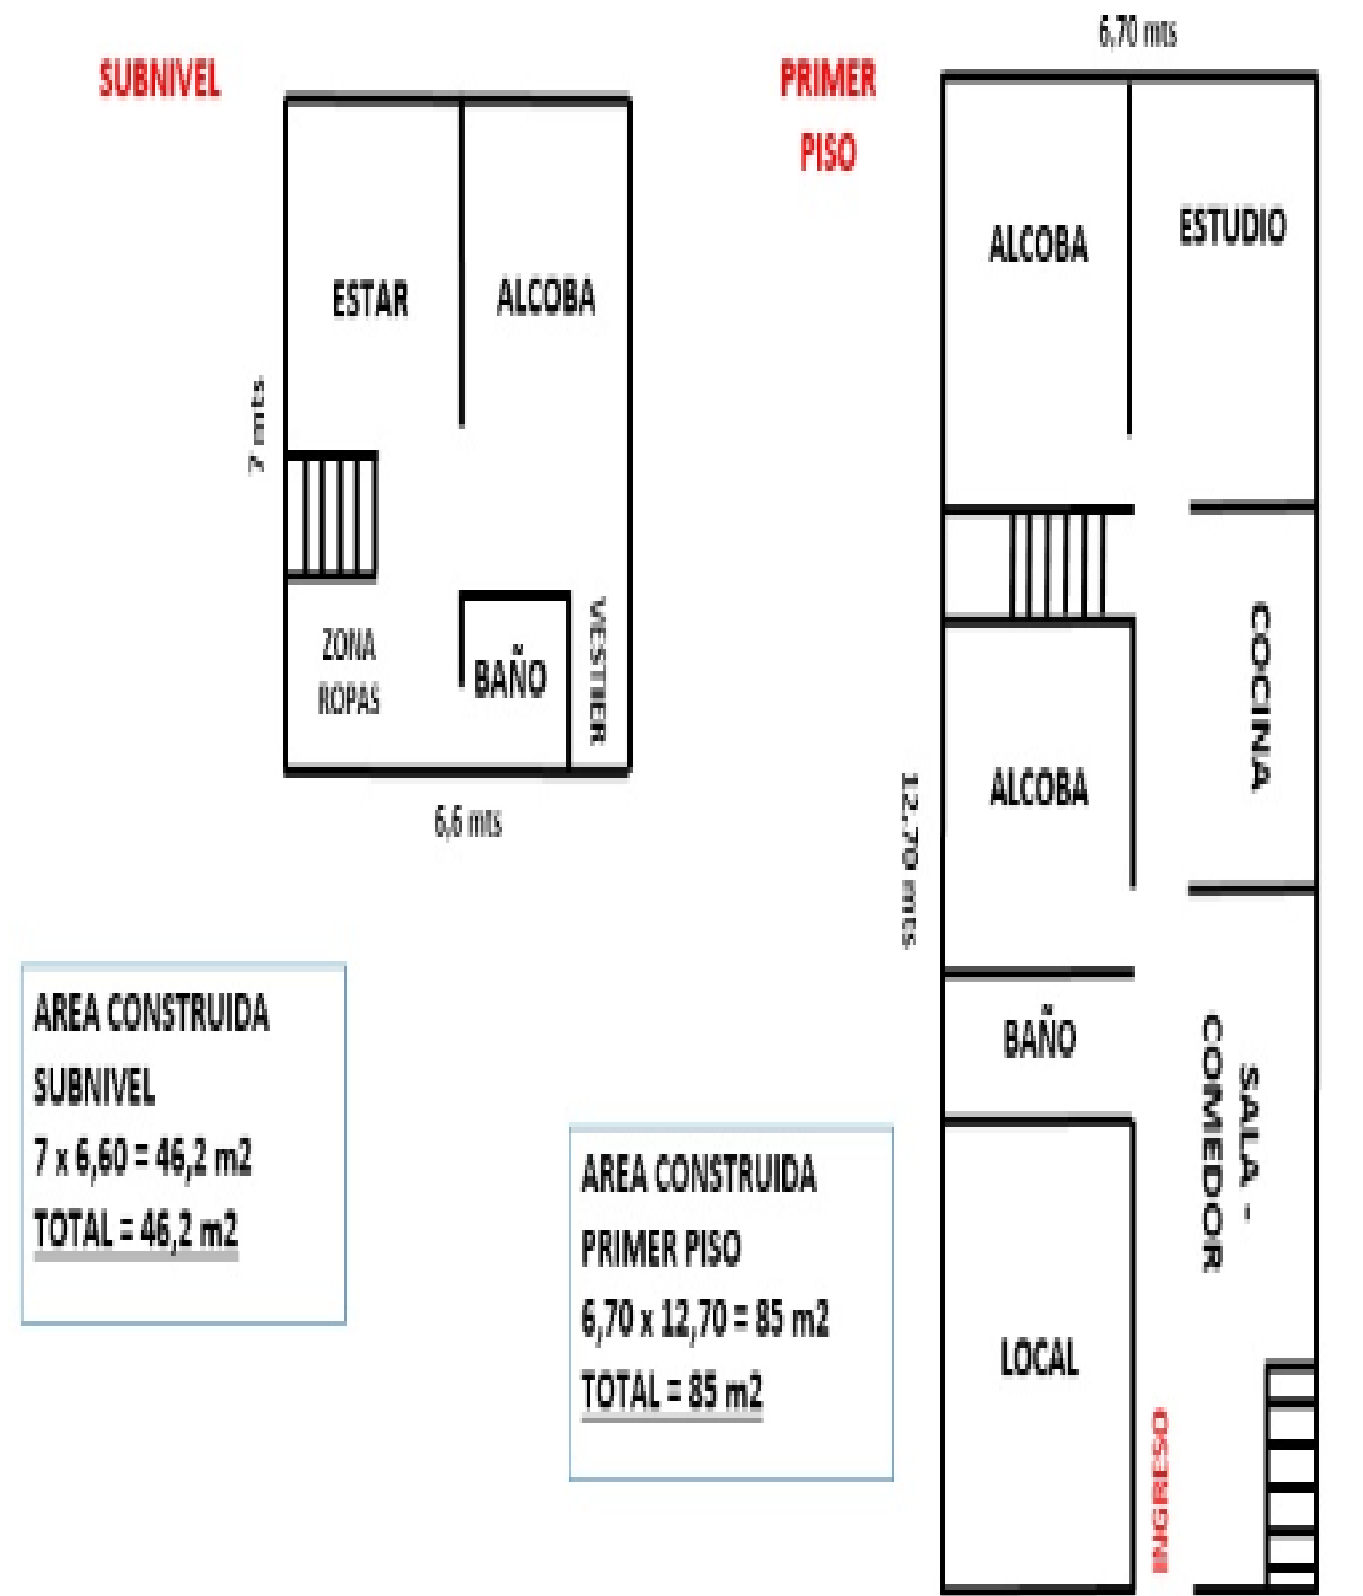 SUBNIVEL
ESTAR
ALCOBA
7 mts
ZONA
ROPAS
BAÑO
VESTIER
6,6 mts
AREA CONSTRUIDA
SUBNIVEL
7 x 6,60 = 46,2 m2
TOTAL = 46,2 m2
PRIMER
PISO
6,70 mts
ALCOBA
ESTUDIO
COCINA
ALCOBA
12,70 mts
BAÑO
SALA -
COMEDOR
LOCAL
INGRESO
AREA CONSTRUIDA
PRIMER PISO
6,70 x 12,70 = 85 m2
TOTAL = 85 m2